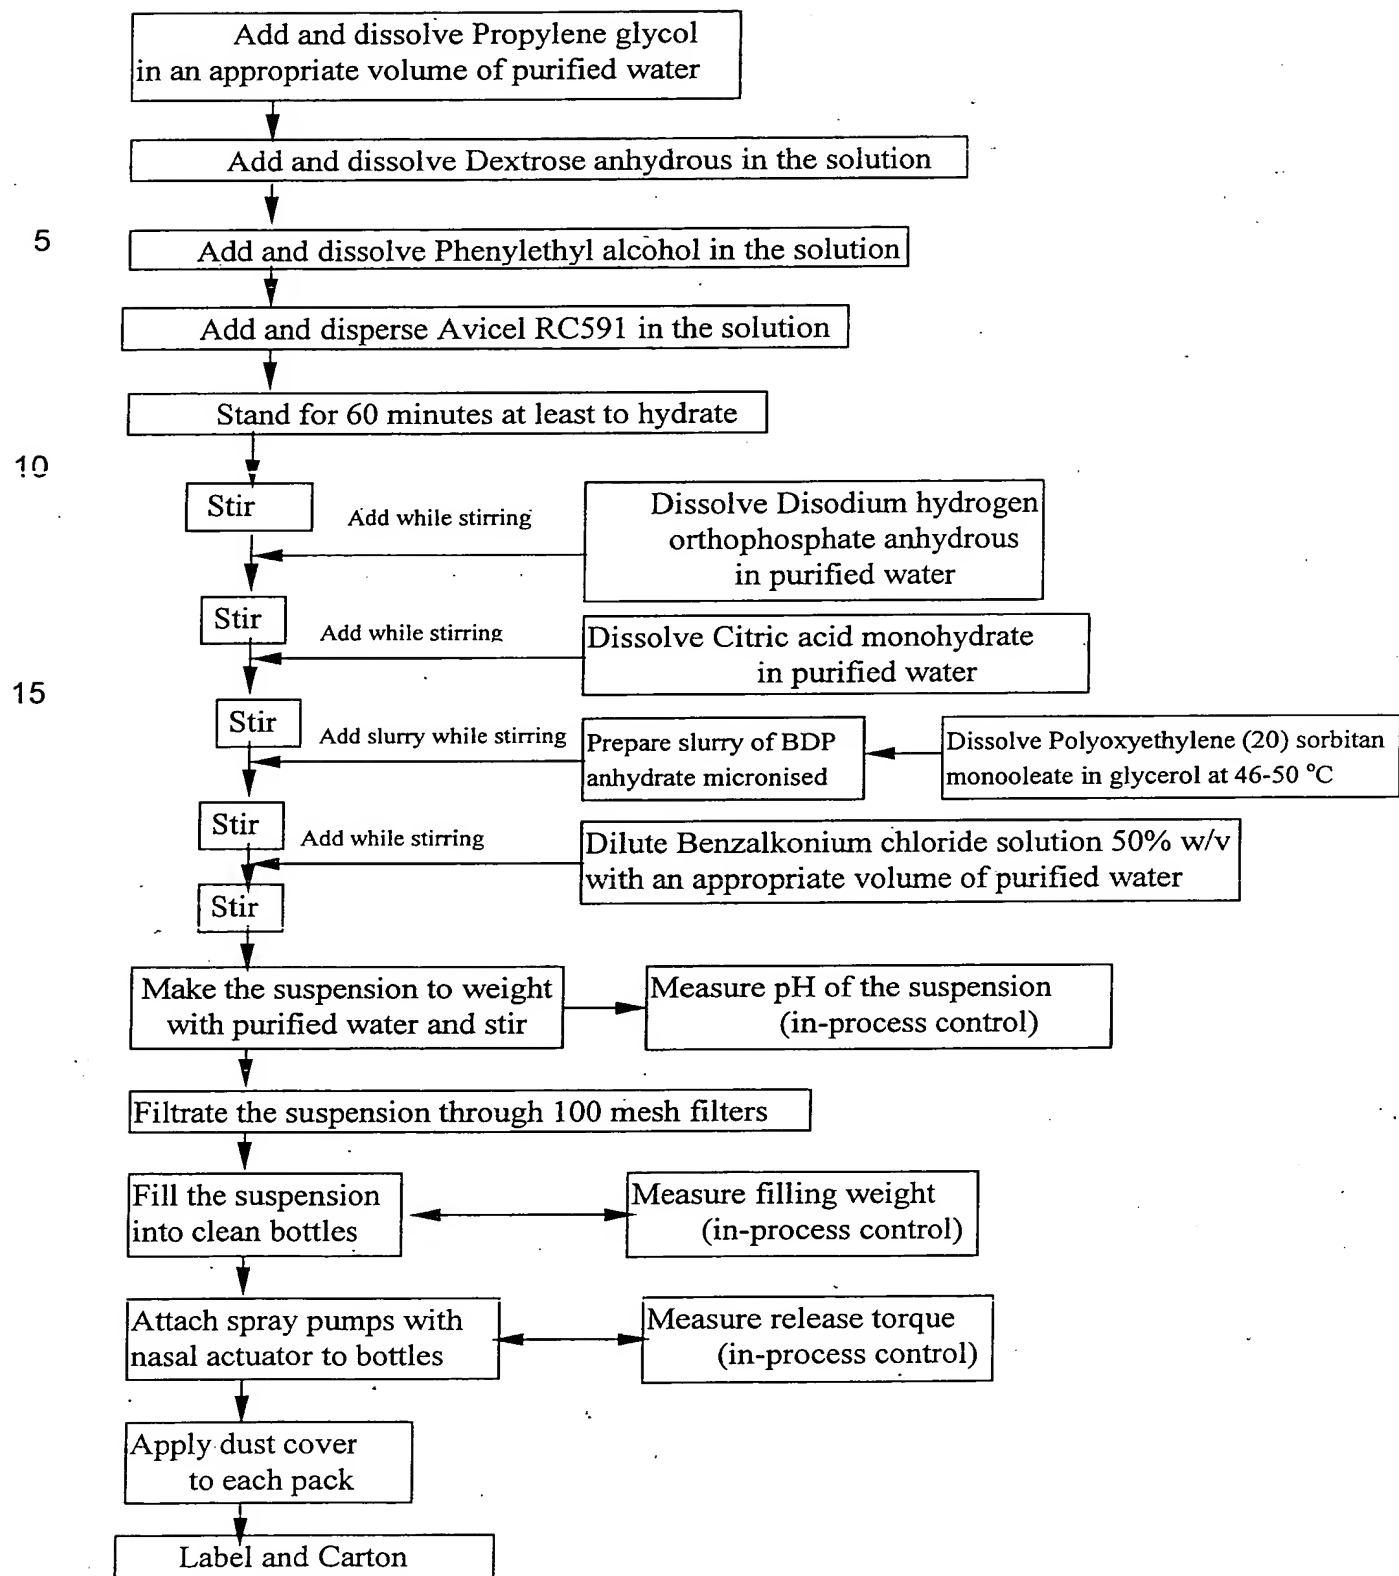 Add and dissolve Propylene glycol
in an appropriate volume of purified water
Add and dissolve Dextrose anhydrous in the solution
5
Add and dissolve Phenylethyl alcohol in the solution
Add and disperse Avicel RC591 in the solution
Stand for 60 minutes at least to hydrate
10
Stir
Add while stirring
Dissolve Disodium hydrogen
orthophosphate anhydrous
in purified water
Stir
Add while stirring
Dissolve Citric acid monohydrate
in purified water
15
Stir
Add slurry while stirring
Prepare slurry of BDP
anhydrate micronised
Dissolve Polyoxyethylene (20) sorbitan
monooleate in glycerol at 46-50 °C
Stir
Add while stirring
Dilute Benzalkonium chloride solution 50% w/v
with an appropriate volume of purified water
Stir
Make the suspension to weight
with purified water and stir
Measure pH of the suspension
(in-process control)
Filtrate the suspension through 100 mesh filters
Fill the suspension
into clean bottles
Measure filling weight
(in-process control)
Attach spray pumps with
nasal actuator to bottles
Measure release torque
(in-process control)
Apply dust cover
to each pack
Label and Carton